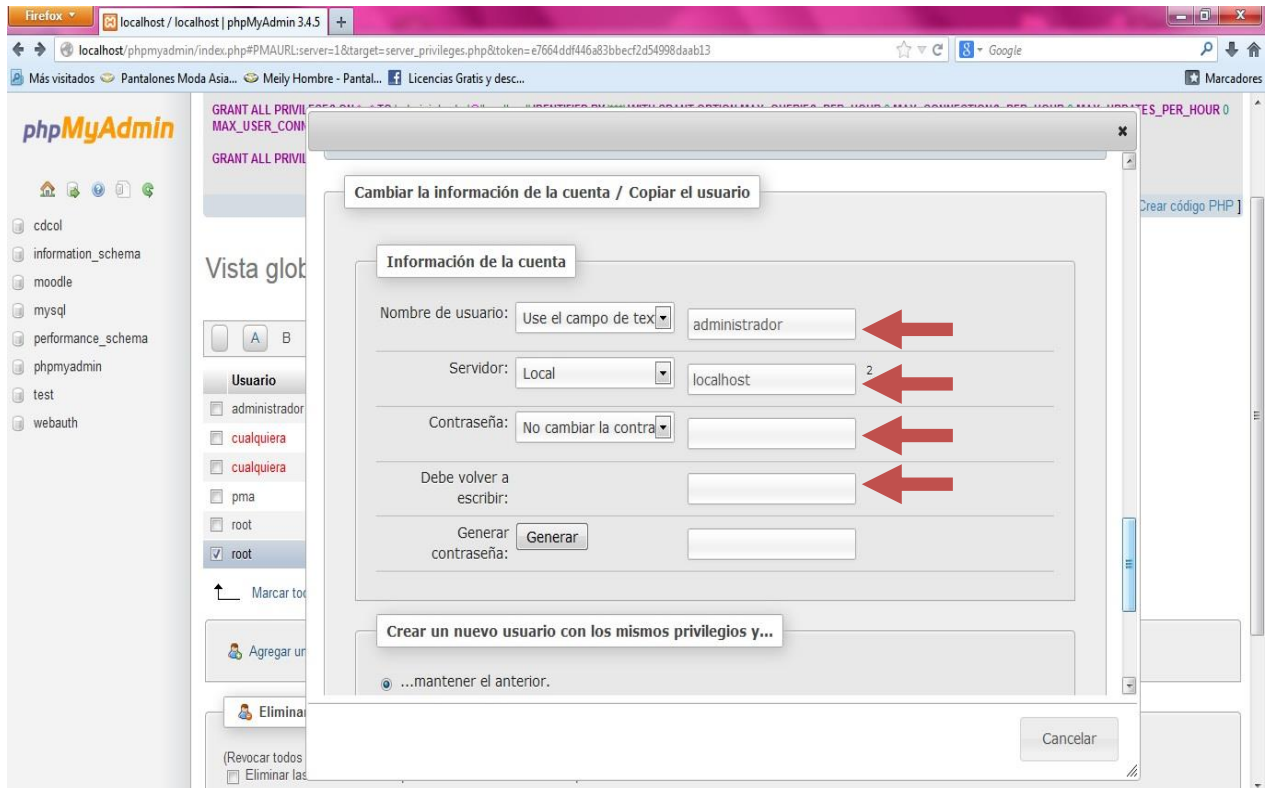 Firefox
localhost / localhost | phpMyAdmin 3.4.5
localhost/phpmyadmin/index.php#PMAURL:server=1&target=server_privileges.php&token=e7664ddf446a83bbecf2d54998daab13
Google
Más visitados Pantalones Moda Asia... Meily Hombre - Pantal... Licencias Gratis y desc... Marcadores
phpMyAdmin
cdcol
information_schema
moodle
mysql
performance_schema
phpmyadmin
test
webauth
GRANT ALL
MAX_USER_CONN
GRANT ALL PRIVIL
PER_HOUR 0
Crear código PHP ]
Vista glob
A B
Usuario
administrador
cualquiera
cualquiera
pma
root
root
Marcar tod
Agregar un
Elimina
(Revocar todos
Eliminar las
Cambiar la información de la cuenta / Copiar el usuario
Información de la cuenta
Nombre de usuario: Use el campo de tex administrador
Servidor: Local localhost 2
Contraseña: No cambiar la contra
Debe volver a
escribir:
Generar
contraseña: Generar
Crear un nuevo usuario con los mismos privilegios y...
...mantener el anterior.
Cancelar